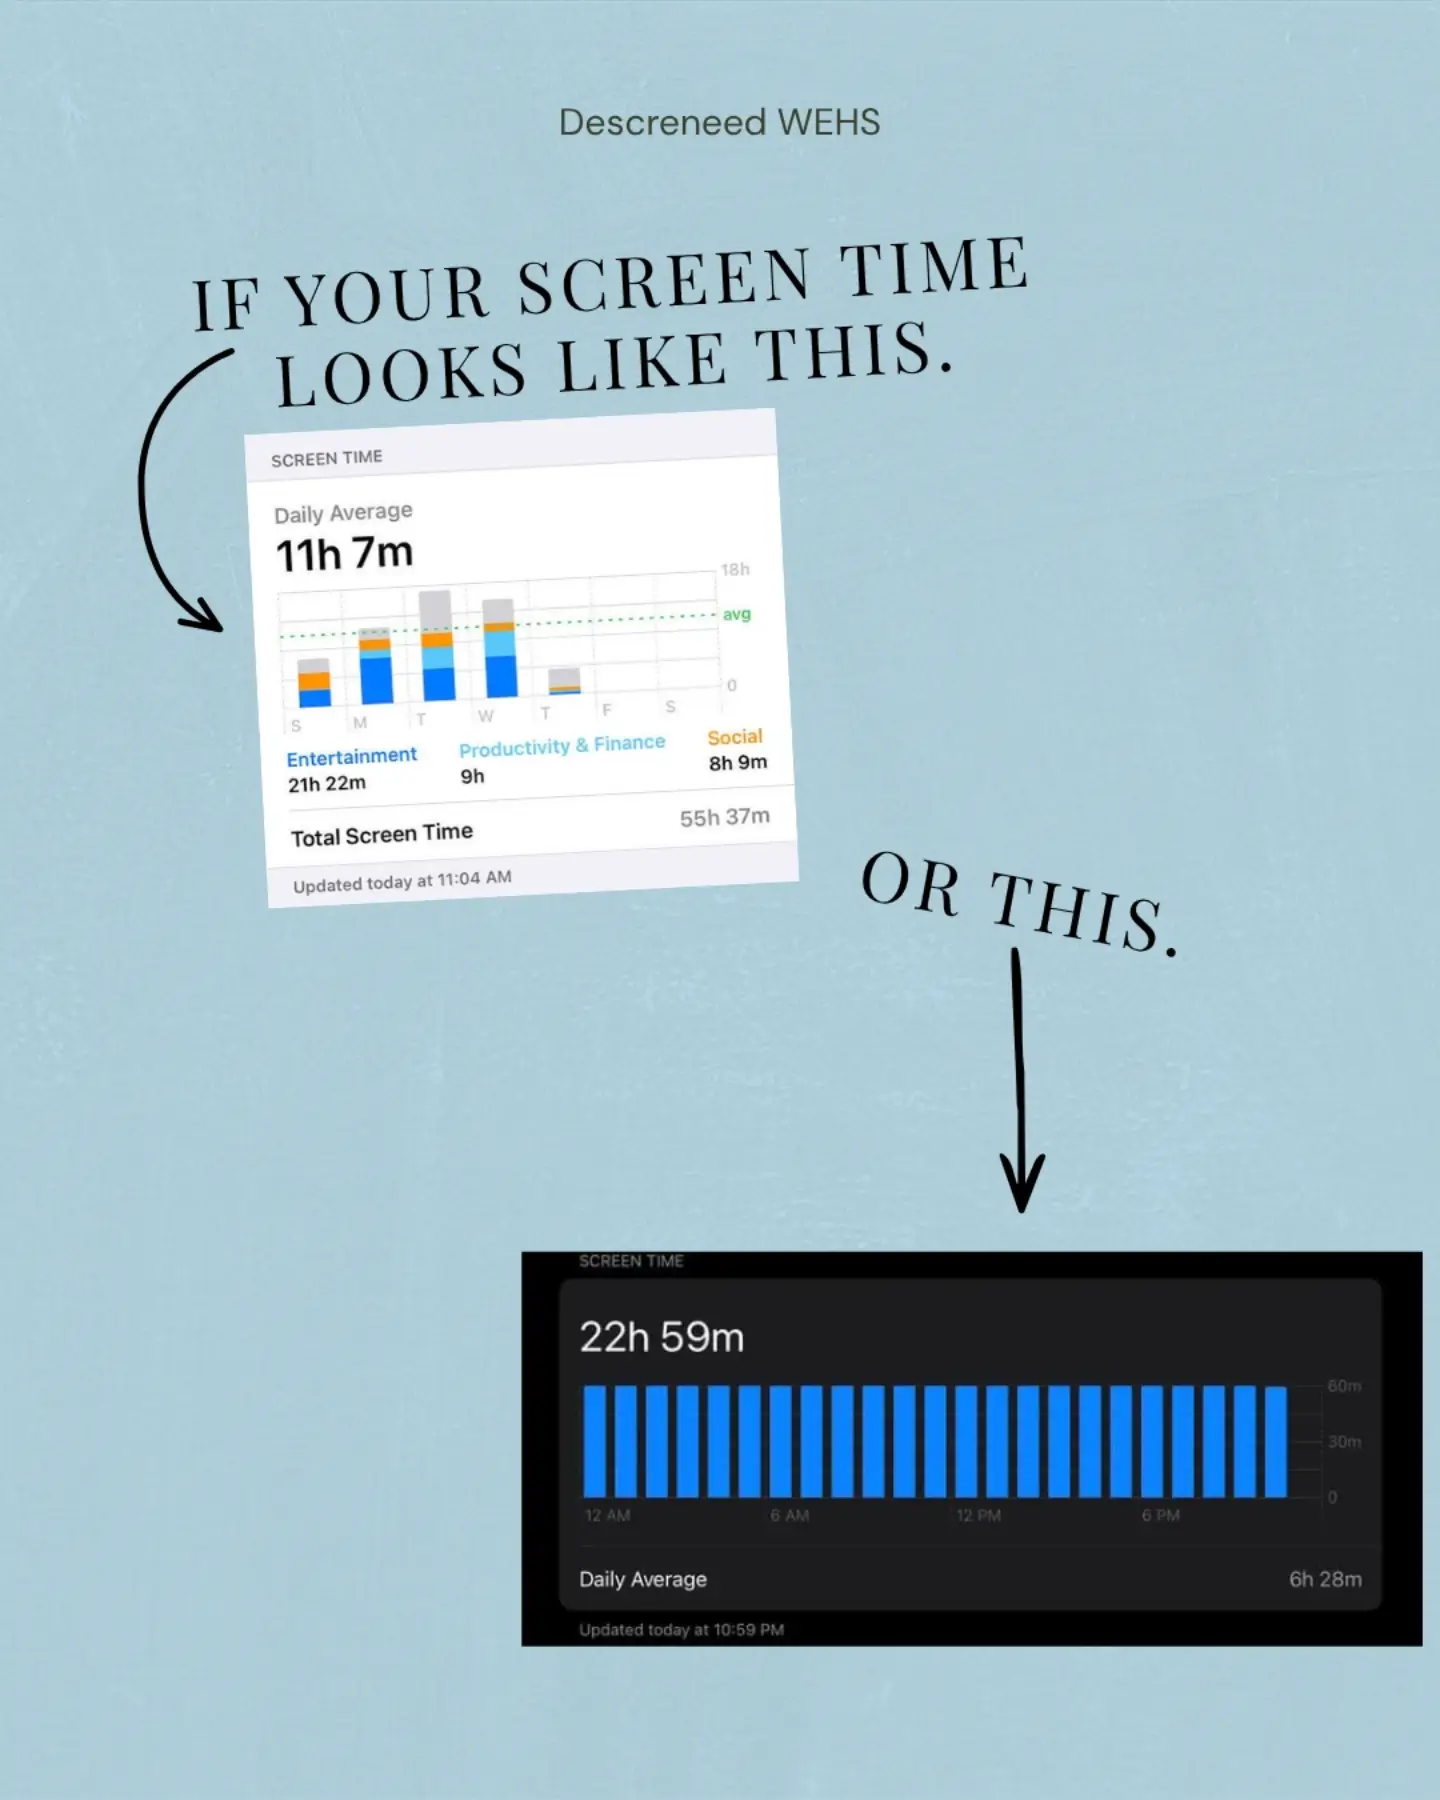 Descreneed WEHS
IF YOUR SCREEN TIME
LOOKS LIKE THIS.
SCREEN TIME
Daily Average
11h 7m
18h
avg
0
S M T W T F S
Entertainment Productivity & Finance Social
21h 22m 9h 8h 9m
Total Screen Time 55h 37m
Updated today at 11:04 AM
OR THIS.
SCREEN TIME
22h 59m
60m
30m
0
12 AM 6 AM 12 PM 6 PM
Daily Average 6h 28m
Updated today at 10:59 PM